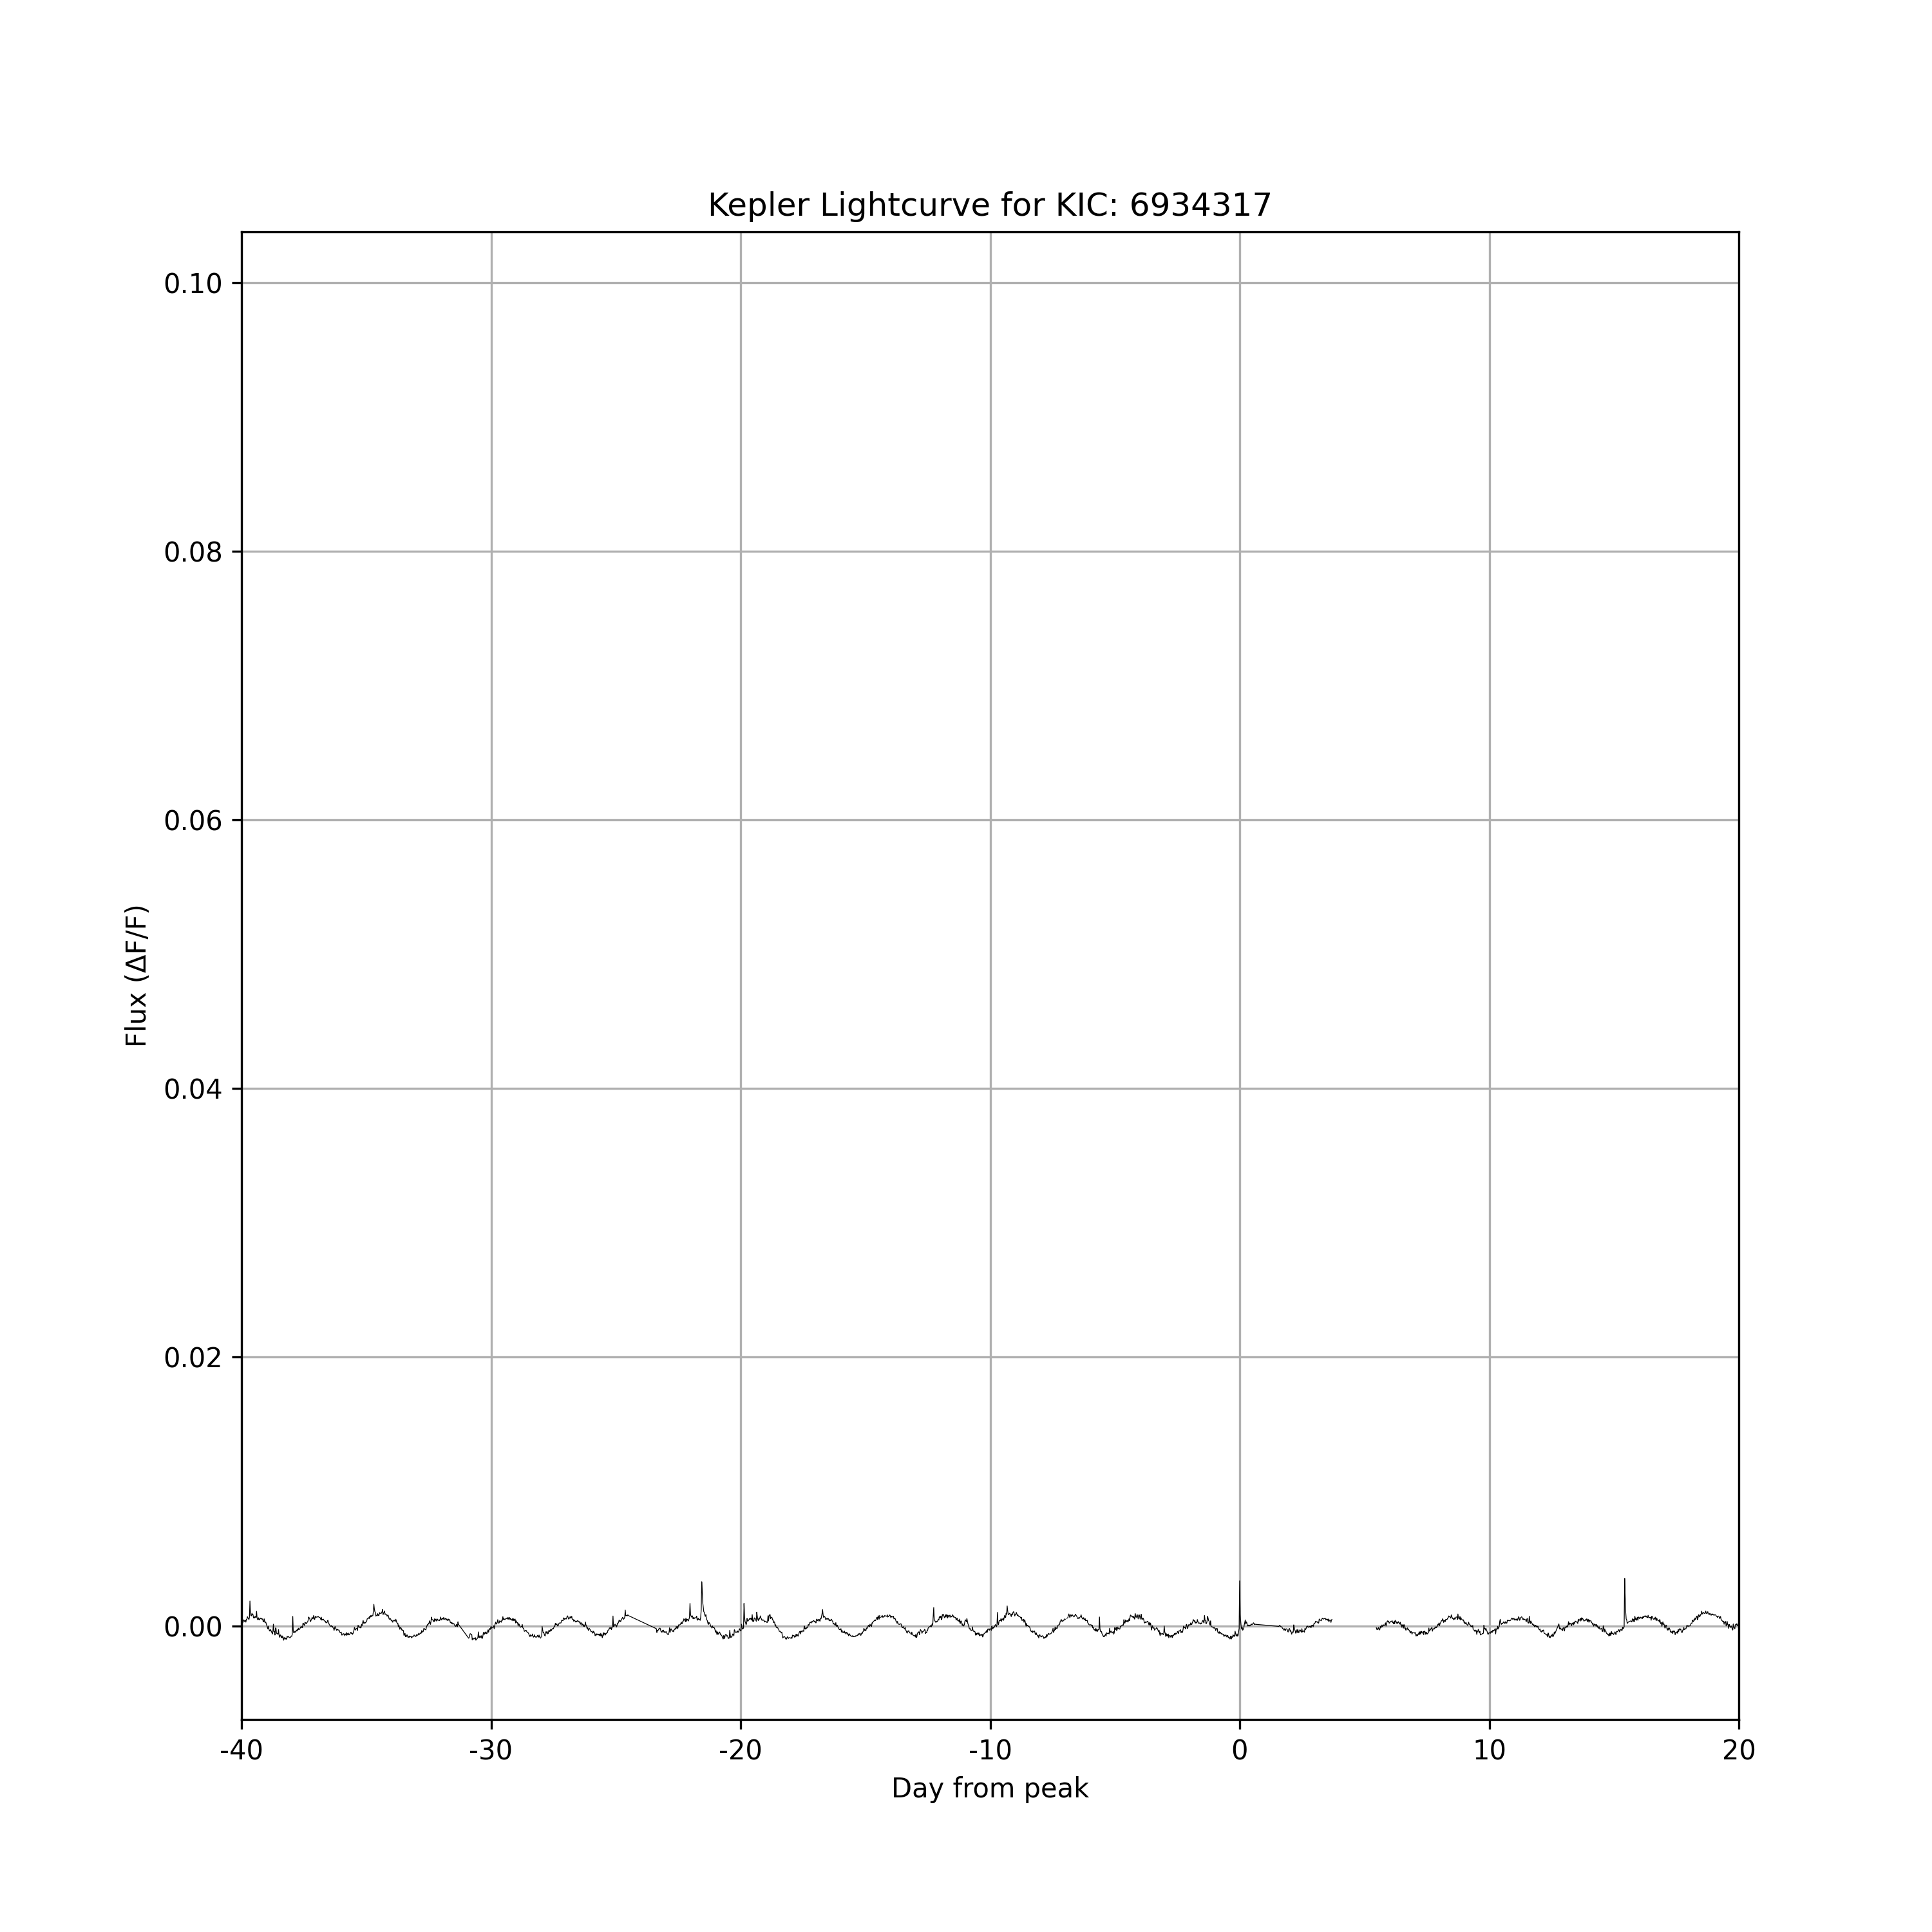 Kepler Lightcurve for KIC: 6934317
0.10
0.08
0.06
0.04
0.02
0.00
Flux (ΔF/F)
-40 -30 -20 -10 0 10 20
Day from peak